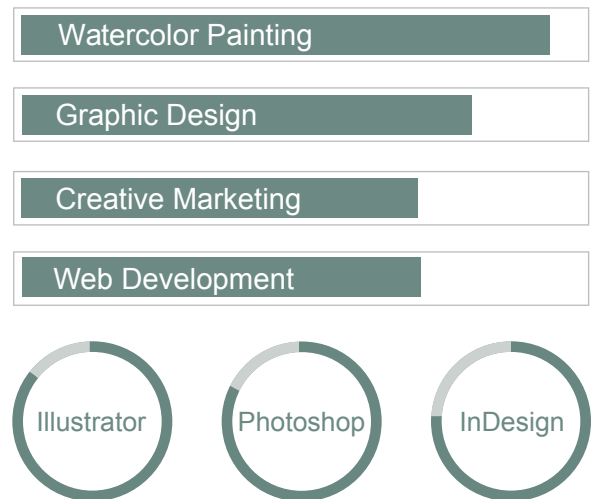 Watercolor Painting
Graphic Design
Creative Marketing
Web Development
Illustrator
Photoshop
InDesign